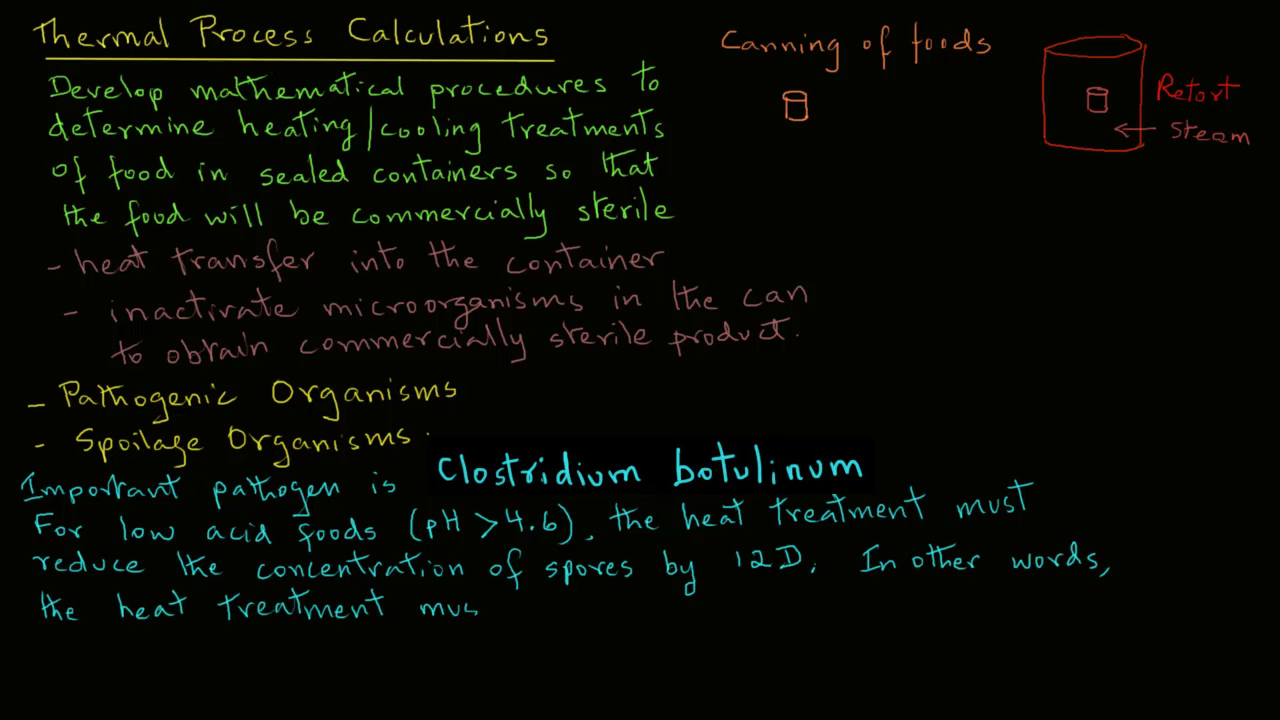 Thermal Process Calculations
Develop mathematical procedures to
determine heating/cooling treatments
of food in sealed containers so that
the food will be commercially sterile
- heat transfer into the container
- inactivate microorganisms in the can
to obtain commercially sterile product.
- Pathogenic Organisms
- Spoilage Organisms.
Important pathogen is Clostridium botulinum
For low acid foods (pH > 4.6), the heat treatment must
reduce the concentration of spores by 12D. In other words,
the heat treatment mus
Canning of foods
Retort
steam